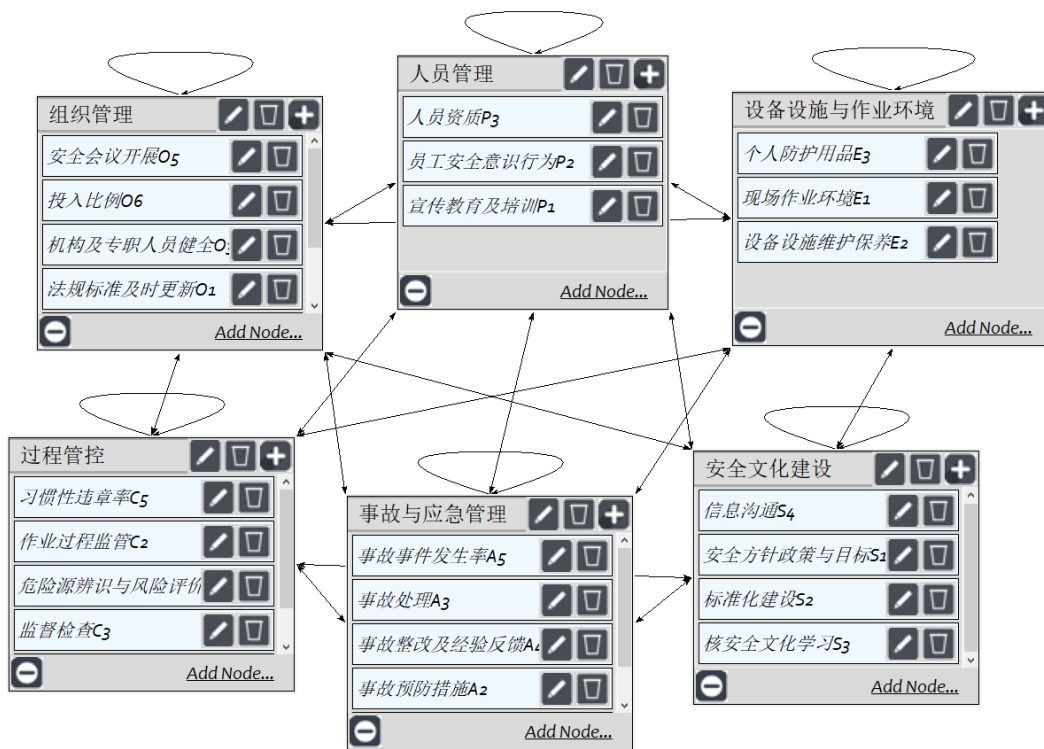 组织管理
安全会议开展O5
投入比例O6
机构及专职人员健全O3
法规标准及时更新O1
Add Node...
人员管理
人员资质P3
员工安全意识行为P2
宣传教育及培训P1
Add Node...
设备设施与作业环境
个人防护用品E3
现场作业环境E1
设备设施维护保养E2
Add Node...
过程管控
习惯性违章率C5
作业过程监管C2
危险源辨识与风险评价
监督检查C3
Add Node...
事故与应急管理
事故事件发生率A5
事故处理A3
事故整改及经验反馈A4
事故预防措施A2
Add Node...
安全文化建设
信息沟通S4
安全方针政策与目标S1
标准化建设S2
核安全文化学习S3
Add Node...